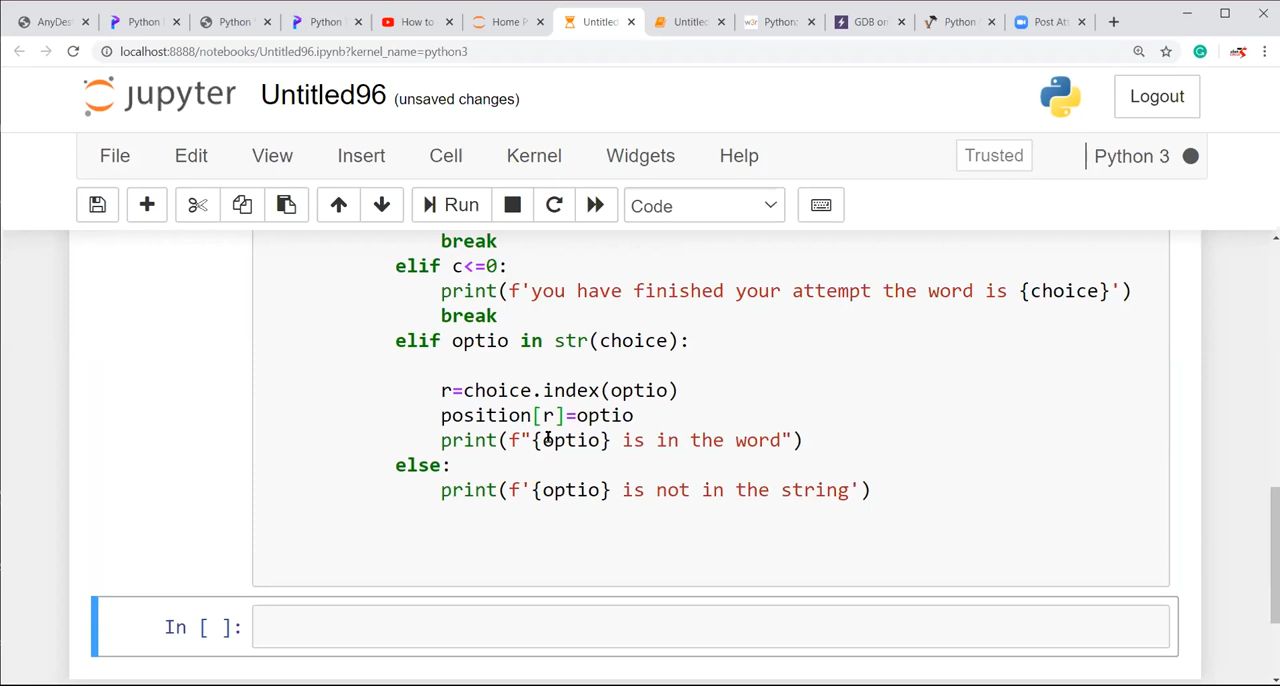 AnyDes
Python
Python
Python
How to
Home P
Untitled
Untitled
w3r Python
GDB on
Python
Post Att
localhost:8888/notebooks/Untitled96.ipynb?kernel_name=python3
jupyter Untitled96 (unsaved changes)
Logout
File Edit View Insert Cell Kernel Widgets Help
Trusted
Python 3
Run
Code
break
elif c<=0:
print(f'you have finished your attempt the word is {choice}')
break
elif optio in str(choice):
r=choice.index(optio)
position[r]=optio
print(f"{optio} is in the word")
else:
print(f'{optio} is not in the string')
In [ ]: